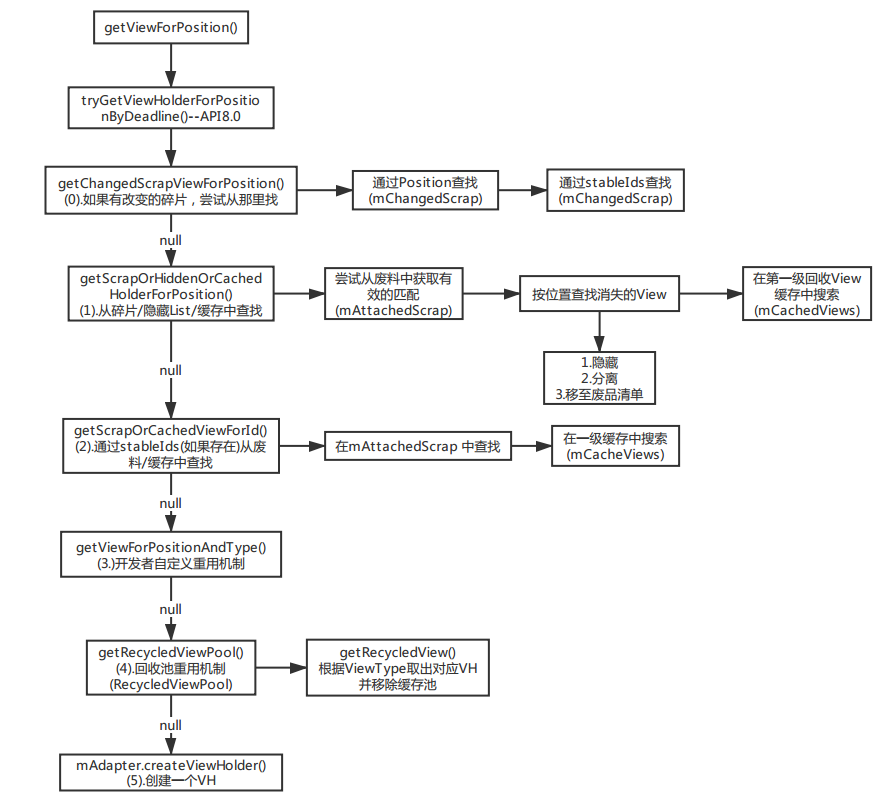 getViewForPosition()
tryGetViewHolderForPositio
nByDeadline()--API8.0
getChangedScrapViewForPosition()
(0).如果有改变的碎片，尝试从那里找
通过Position查找
(mChangedScrap)
通过stableIds查找
(mChangedScrap)
null
getScrapOrHiddenOrCached
HolderForPosition()
(1).从碎片/隐藏List/缓存中查找
尝试从废料中获取有
效的匹配
(mAttachedScrap)
按位置查找消失的View
在第一级回收View
缓存中搜索
(mCachedViews)
1.隐藏
2.分离
3.移至废品清单
null
getScrapOrCachedViewForId()
(2).通过stableIds(如果存在)从废
料/缓存中查找
在mAttachedScrap 中查找
在一级缓存中搜索
(mCacheViews)
null
getViewForPositionAndType()
(3.)开发者自定义重用机制
null
getRecycledViewPool()
(4).回收池重用机制
(RecycledViewPool)
getRecycledView()
根据ViewType取出对应VH
并移除缓存池
null
mAdapter.createViewHolder()
(5).创建一个VH